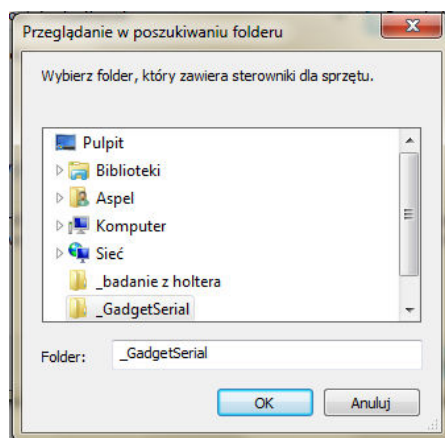 Przeglądanie w poszukiwaniu folderu
Wybierz folder, który zawiera sterowniki dla sprzętu.
Pulpit
Biblioteki
Aspel
Komputer
Sieć
_badanie z holtera
_GadgetSerial
Folder: _GadgetSerial
OK Anuluj